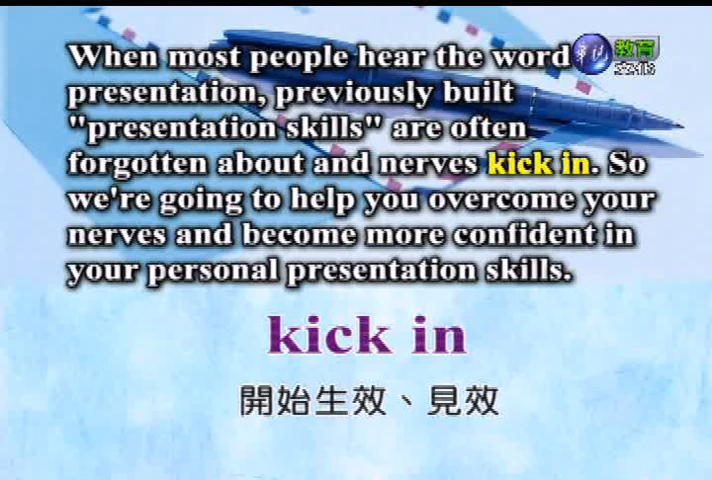 When most people hear the word
presentation, previously built
"presentation skills" are often
forgotten about and nerves kick in. So
we're going to help you overcome your
nerves and become more confident in
your personal presentation skills.
華視
教育
kick in
開始生效、見效